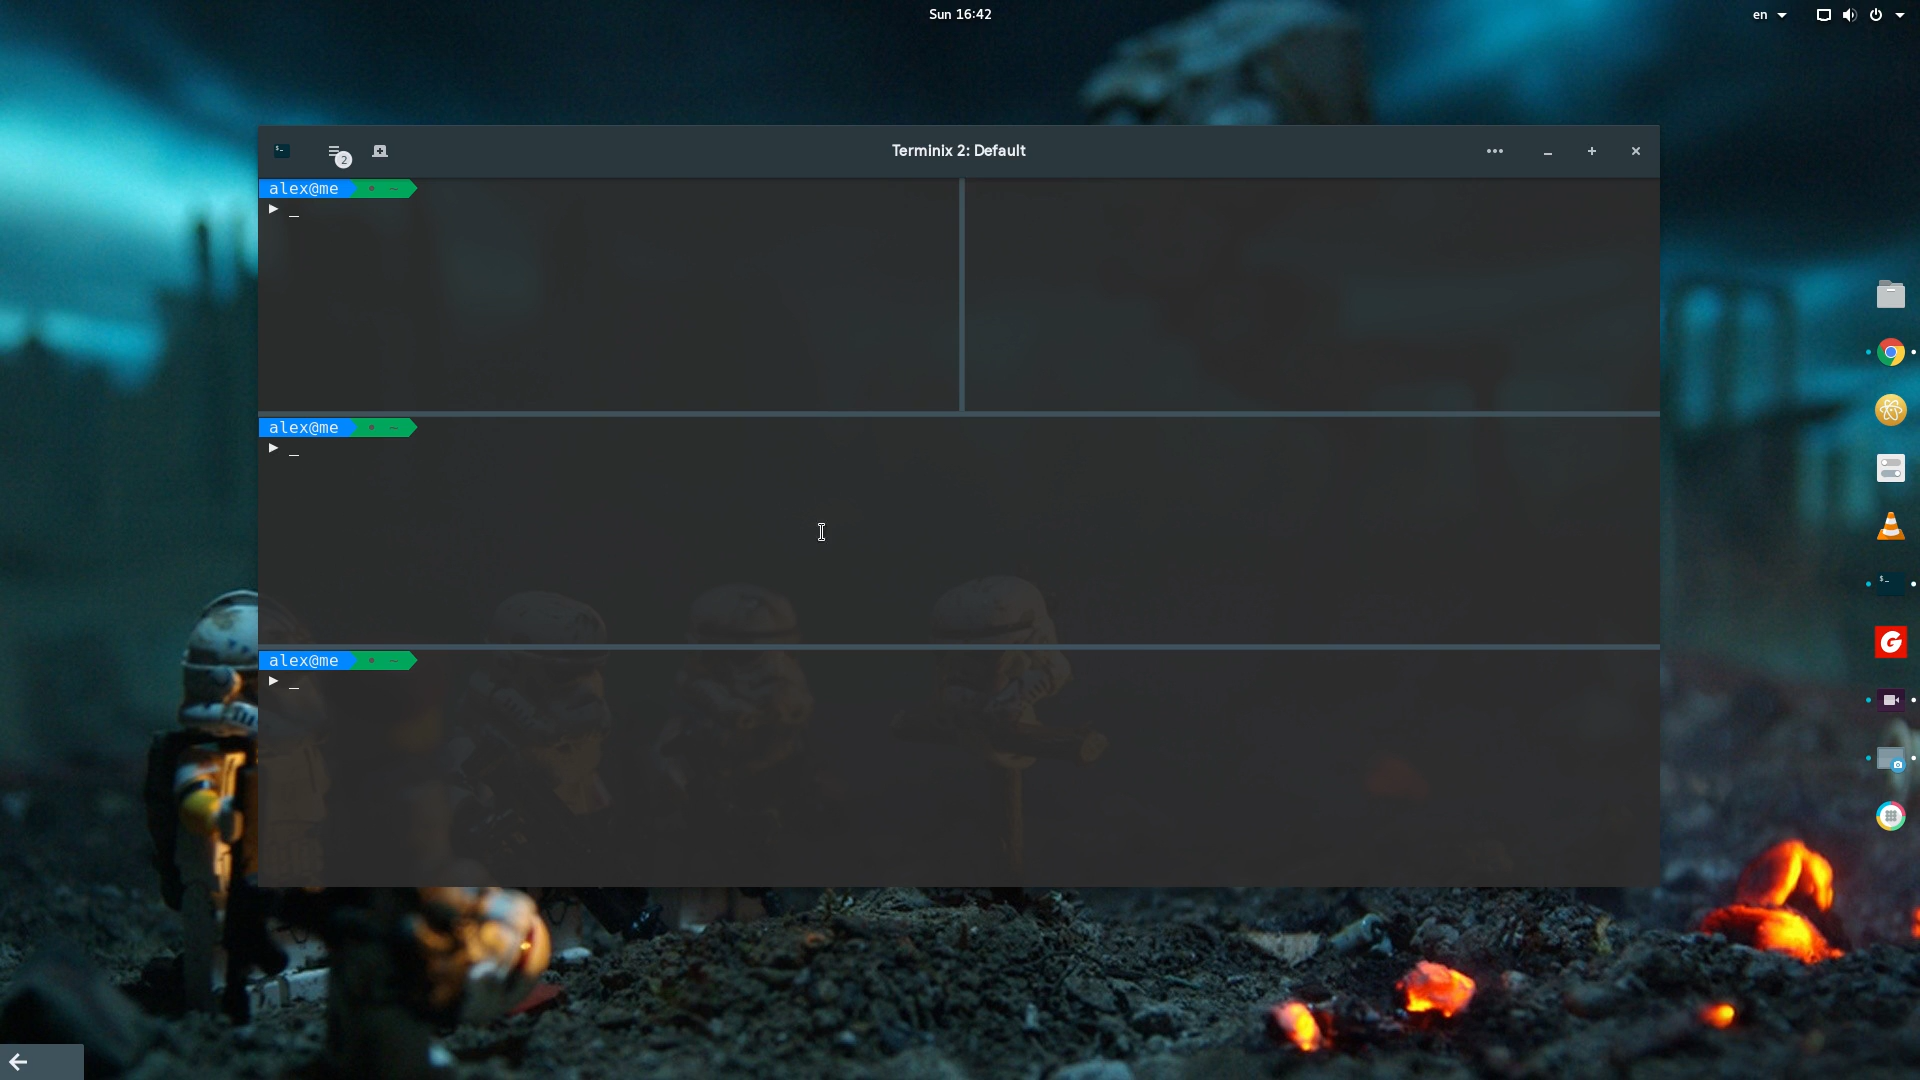 Sun 16:42
en
2
Terminix 2: Default
alex@me • ~
▶ _
alex@me • ~
▶ _
alex@me • ~
▶ _
$_
G